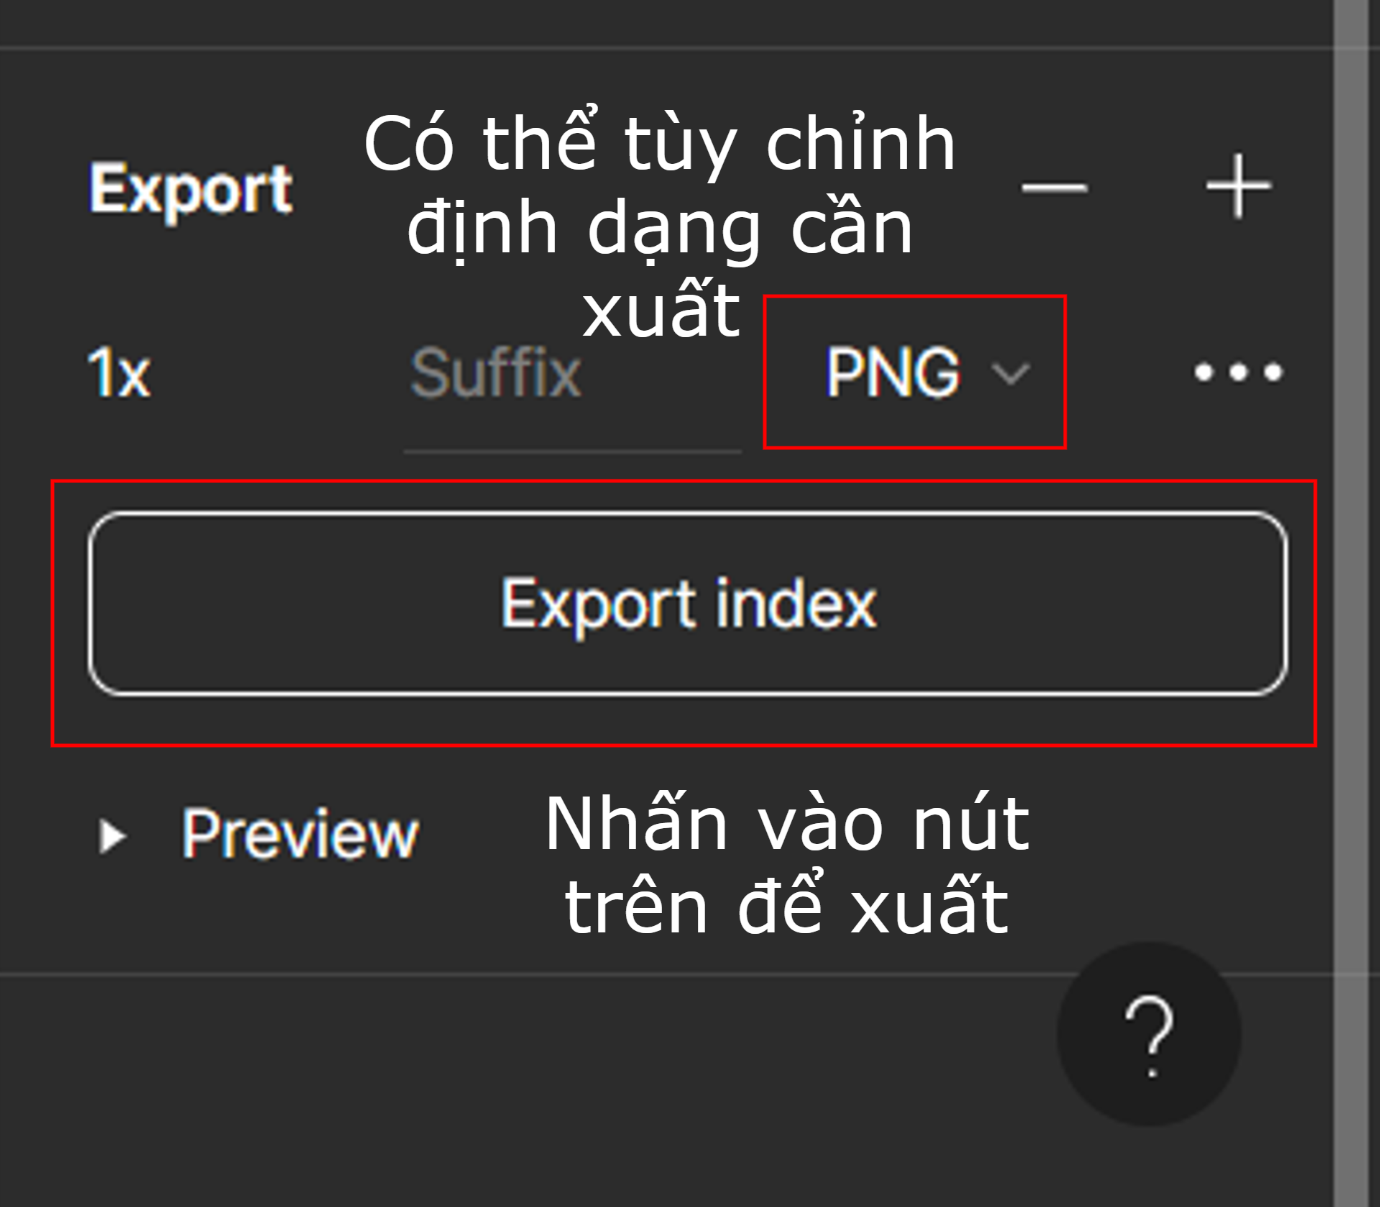 Có thể tùy chỉnh
định dạng cần
xuất
Export
1x
Suffix
PNG
Export index
Preview
Nhấn vào nút
trên để xuất
?